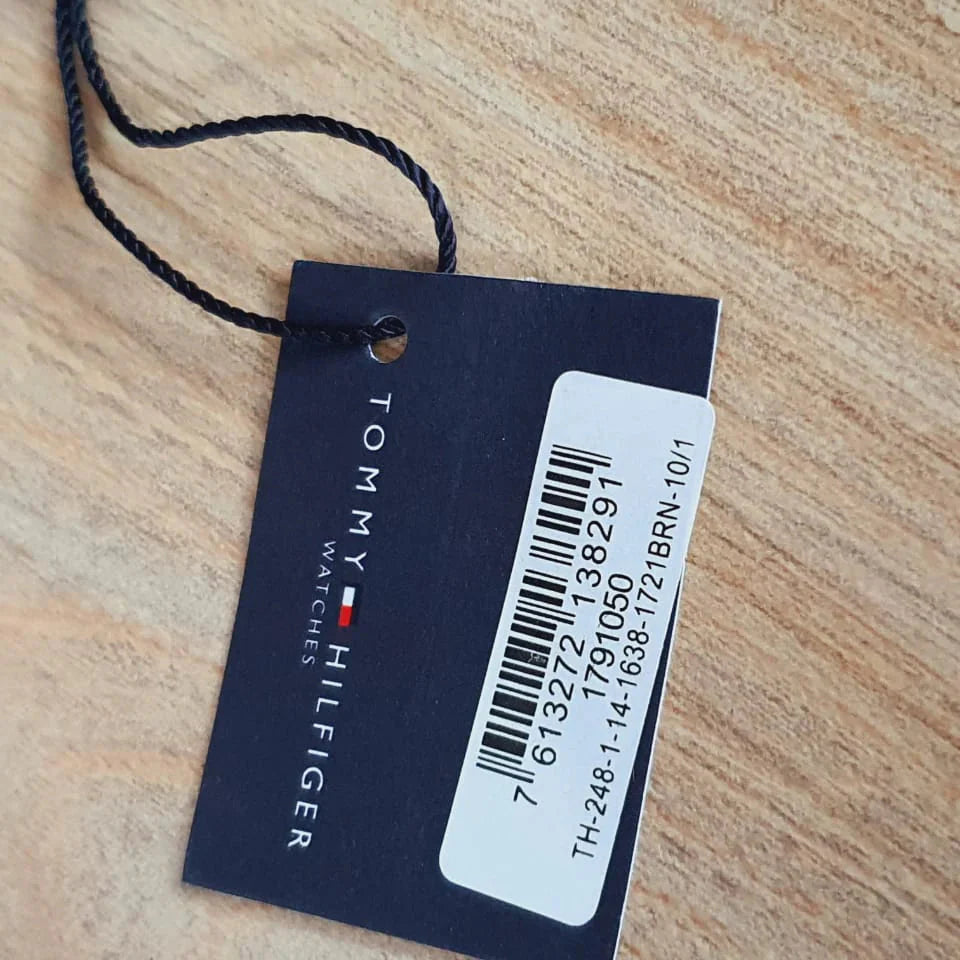 TOMMY HILFIGER
WATCHES
7 613272 138291
1791050
TH-248-1-14-1638-1721BRN-10/1